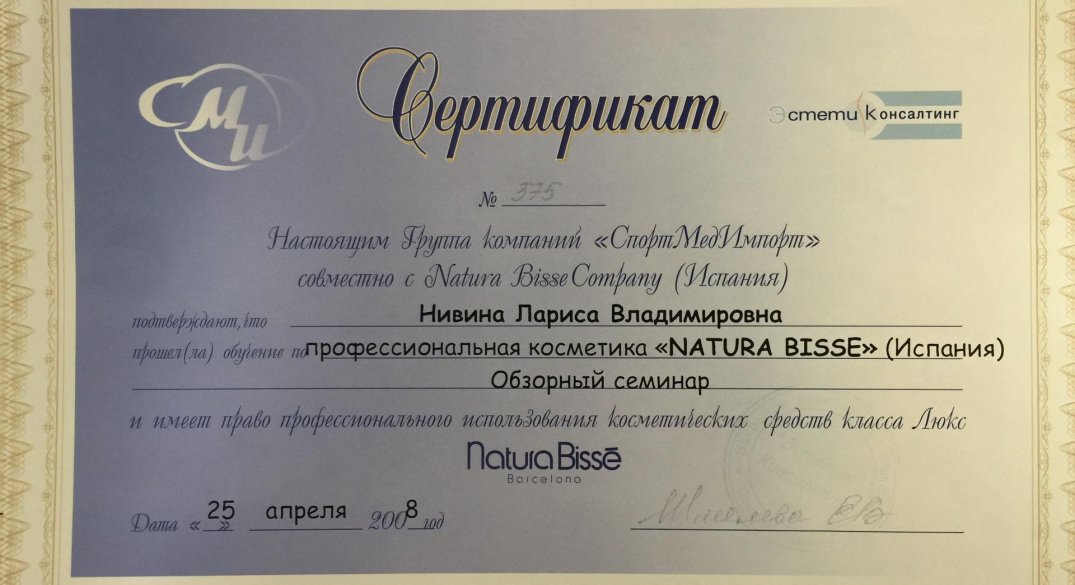 СМИ
Сертификат
Эстетик Консалтинг
№ 375
Настоящим Группа компаний «СпортМедИмпорт»
совместно с Natura Bisse Company (Испания)
подтверждают, что Нивина Лариса Владимировна
прошел(ла) обучение по профессиональная косметика «NATURA BISSE» (Испания)
Обзорный семинар
и имеет право профессионального использования косметических средств класса Люкс
Natura Bissé
Barcelona
Дата «25» апреля 2008 год